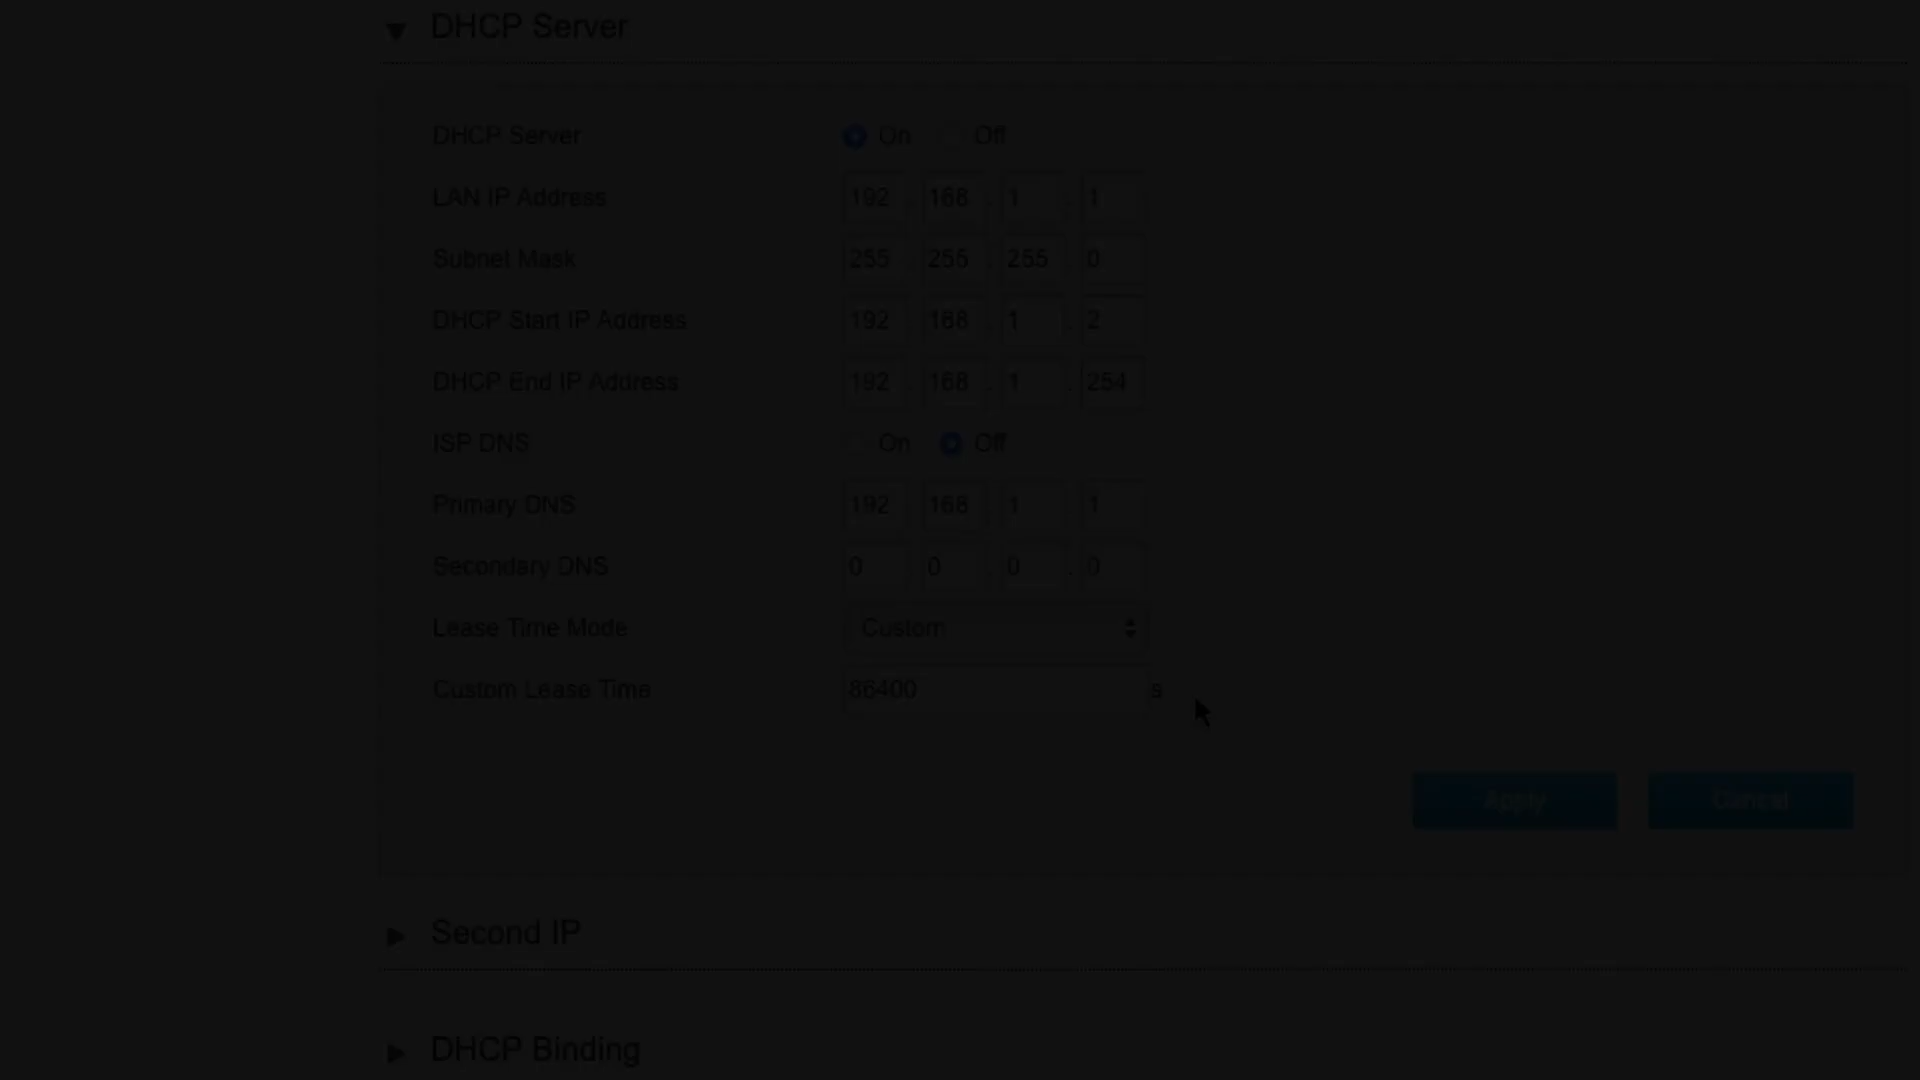 ▼ DHCP Server
DHCP Server On Off
LAN IP Address 192 . 168 . 1 . 1
Subnet Mask 255 . 255 . 255 . 0
DHCP Start IP Address 192 . 168 . 1 . 2
DHCP End IP Address 192 . 168 . 1 . 254
ISP DNS On Off
Primary DNS 192 . 168 . 1 . 1
Secondary DNS 0 . 0 . 0 . 0
Lease Time Mode Custom
Custom Lease Time 86400 s
Apply Cancel
▶ Second IP
▶ DHCP Binding